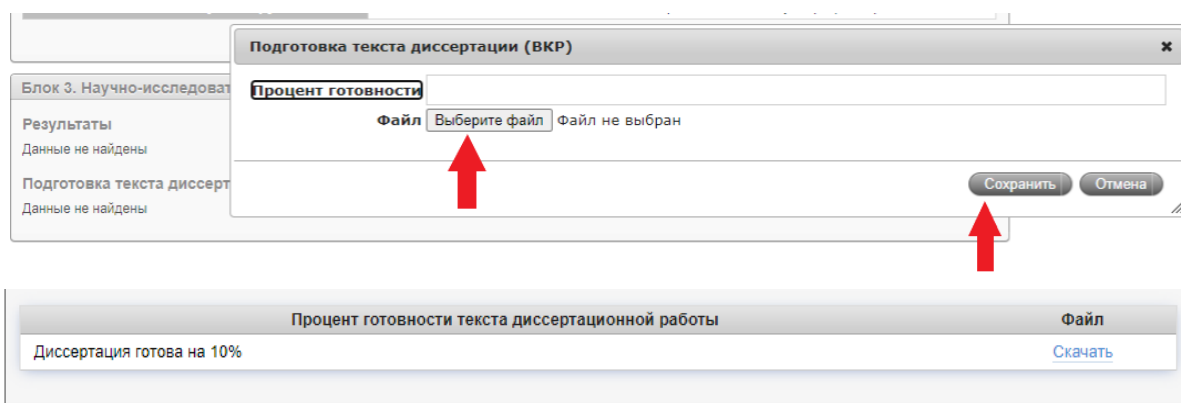 Подготовка текста диссертации (ВКР)
Блок 3. Научно-исследоват
Процент готовности
Файл Выберите файл Файл не выбран
Результаты
Данные не найдены
Подготовка текста диссерт
Данные не найдены
Сохранить Отмена
Процент готовности текста диссертационной работы Файл
Диссертация готова на 10% Скачать